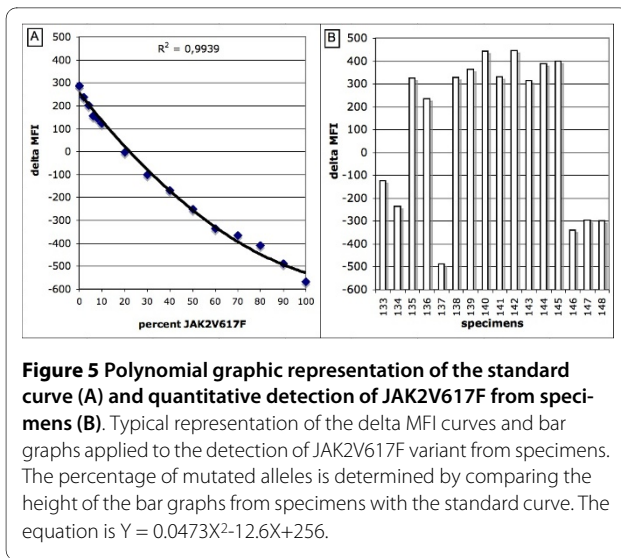 A
R² = 0,9939
500
400
300
200
100
0
-100
-200
-300
-400
-500
-600
delta MFI
0 10 20 30 40 50 60 70 80 90 100
percent JAK2V617F
B
500
400
300
200
100
0
-100
-200
-300
-400
-500
-600
delta MFI
133 134 135 136 137 138 139 140 141 142 143 144 145 146 147 148
specimens
Figure 5 Polynomial graphic representation of the standard
curve (A) and quantitative detection of JAK2V617F from speci-
mens (B). Typical representation of the delta MFI curves and bar
graphs applied to the detection of JAK2V617F variant from specimens.
The percentage of mutated alleles is determined by comparing the
height of the bar graphs from specimens with the standard curve. The
equation is Y = 0.0473X²-12.6X+256.